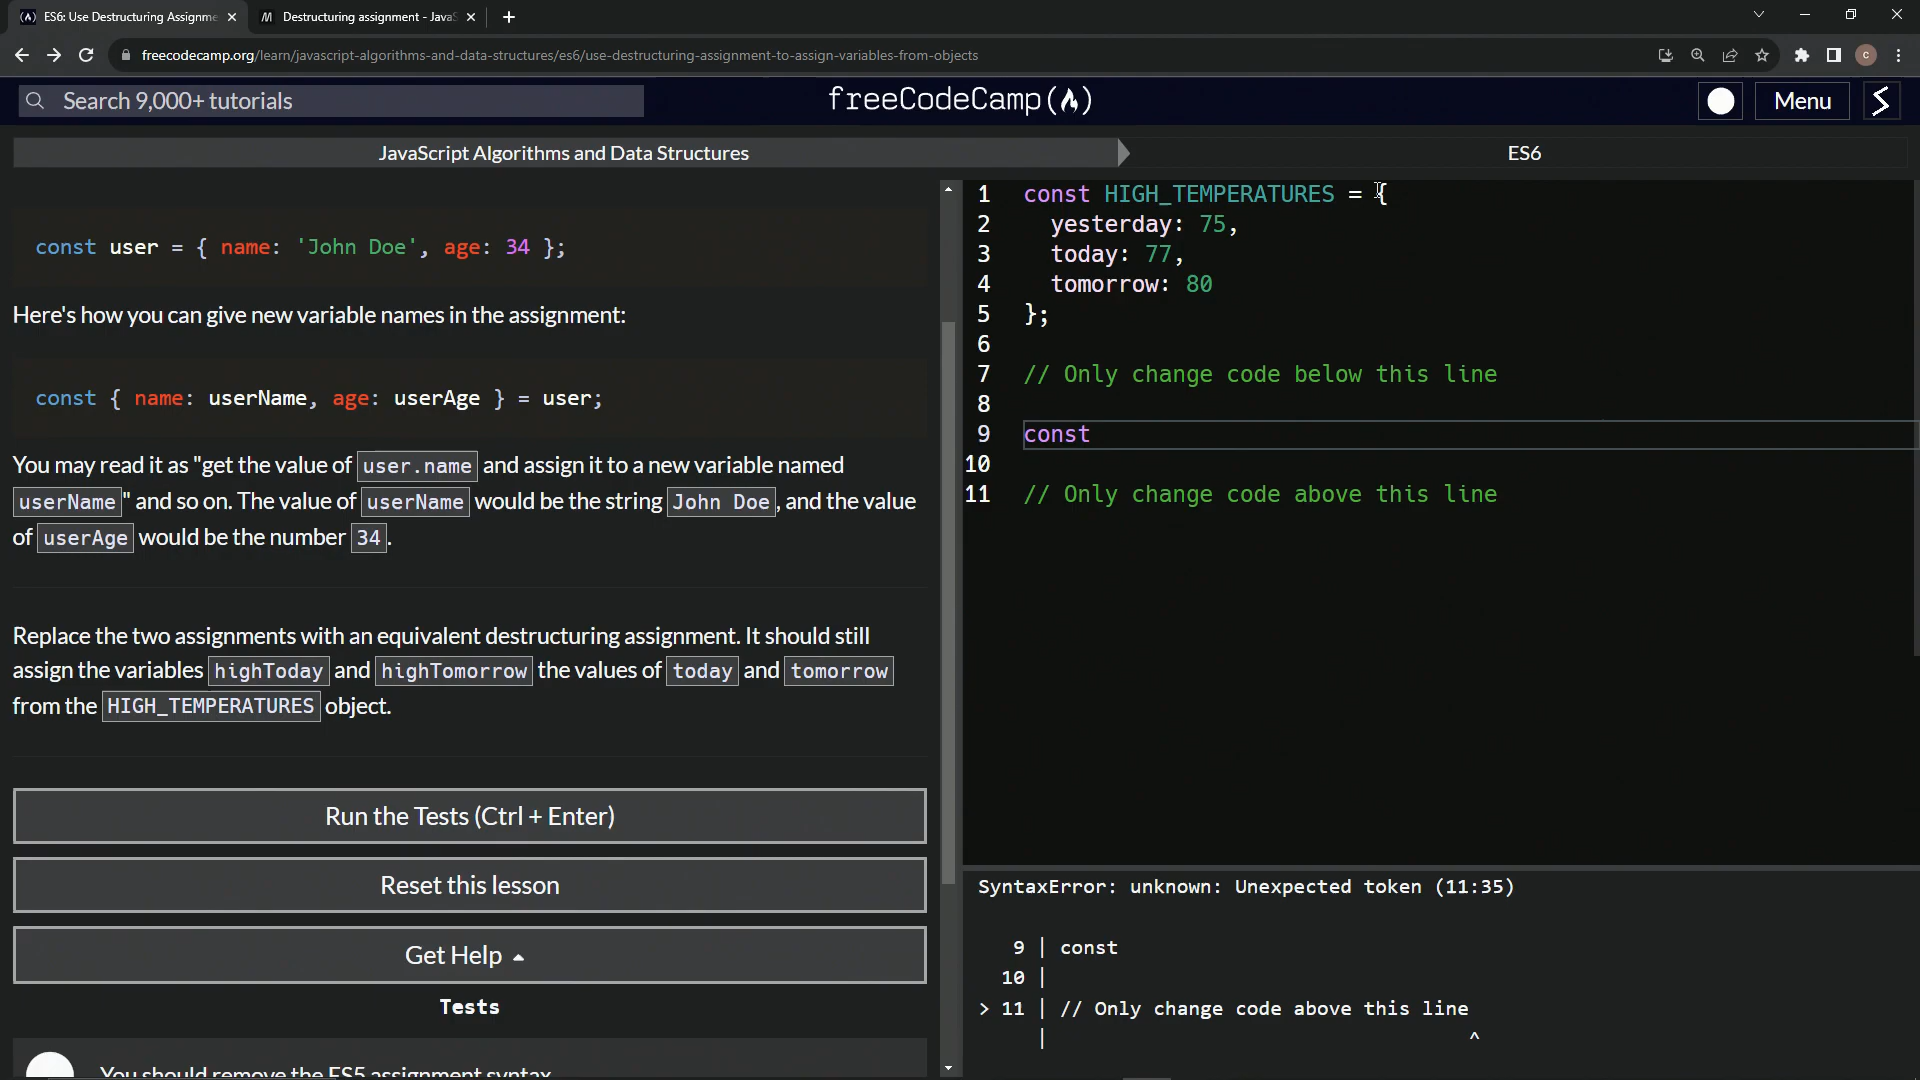 ES6: Use Destructuring Assignme
Destructuring assignment - JavaS
freecodecamp.org/learn/javascript-algorithms-and-data-structures/es6/use-destructuring-assignment-to-assign-variables-from-objects
c
Search 9,000+ tutorials
freeCodeCamp
Menu
JavaScript Algorithms and Data Structures
ES6
const user = { name: 'John Doe', age: 34 };
Here's how you can give new variable names in the assignment:
const { name: userName, age: userAge } = user;
You may read it as "get the value of user.name and assign it to a new variable named
userName" and so on. The value of userName would be the string John Doe, and the value
of userAge would be the number 34.
Replace the two assignments with an equivalent destructuring assignment. It should still
assign the variables highToday and highTomorrow the values of today and tomorrow
from the HIGH_TEMPERATURES object.
Run the Tests (Ctrl + Enter)
Reset this lesson
Get Help
Tests
You should remove the ES5 assignment syntax.
1 const HIGH_TEMPERATURES = {
2 yesterday: 75,
3 today: 77,
4 tomorrow: 80
5 };
6
7 // Only change code below this line
8
9 const
10
11 // Only change code above this line
SyntaxError: unknown: Unexpected token (11:35)
9 | const
10 |
> 11 | // Only change code above this line
| ^